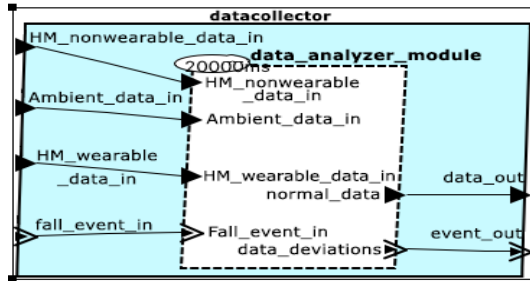 datacollector
HM_nonwearable_data_in
data_analyzer_module
20000ms
HM_nonwearable
_data_in
Ambient_data_in
Ambient_data_in
HM_wearable
_data_in
HM_wearable_data_in
normal_data
data_out
fall_event_in
Fall_event_in
data_deviations
event_out